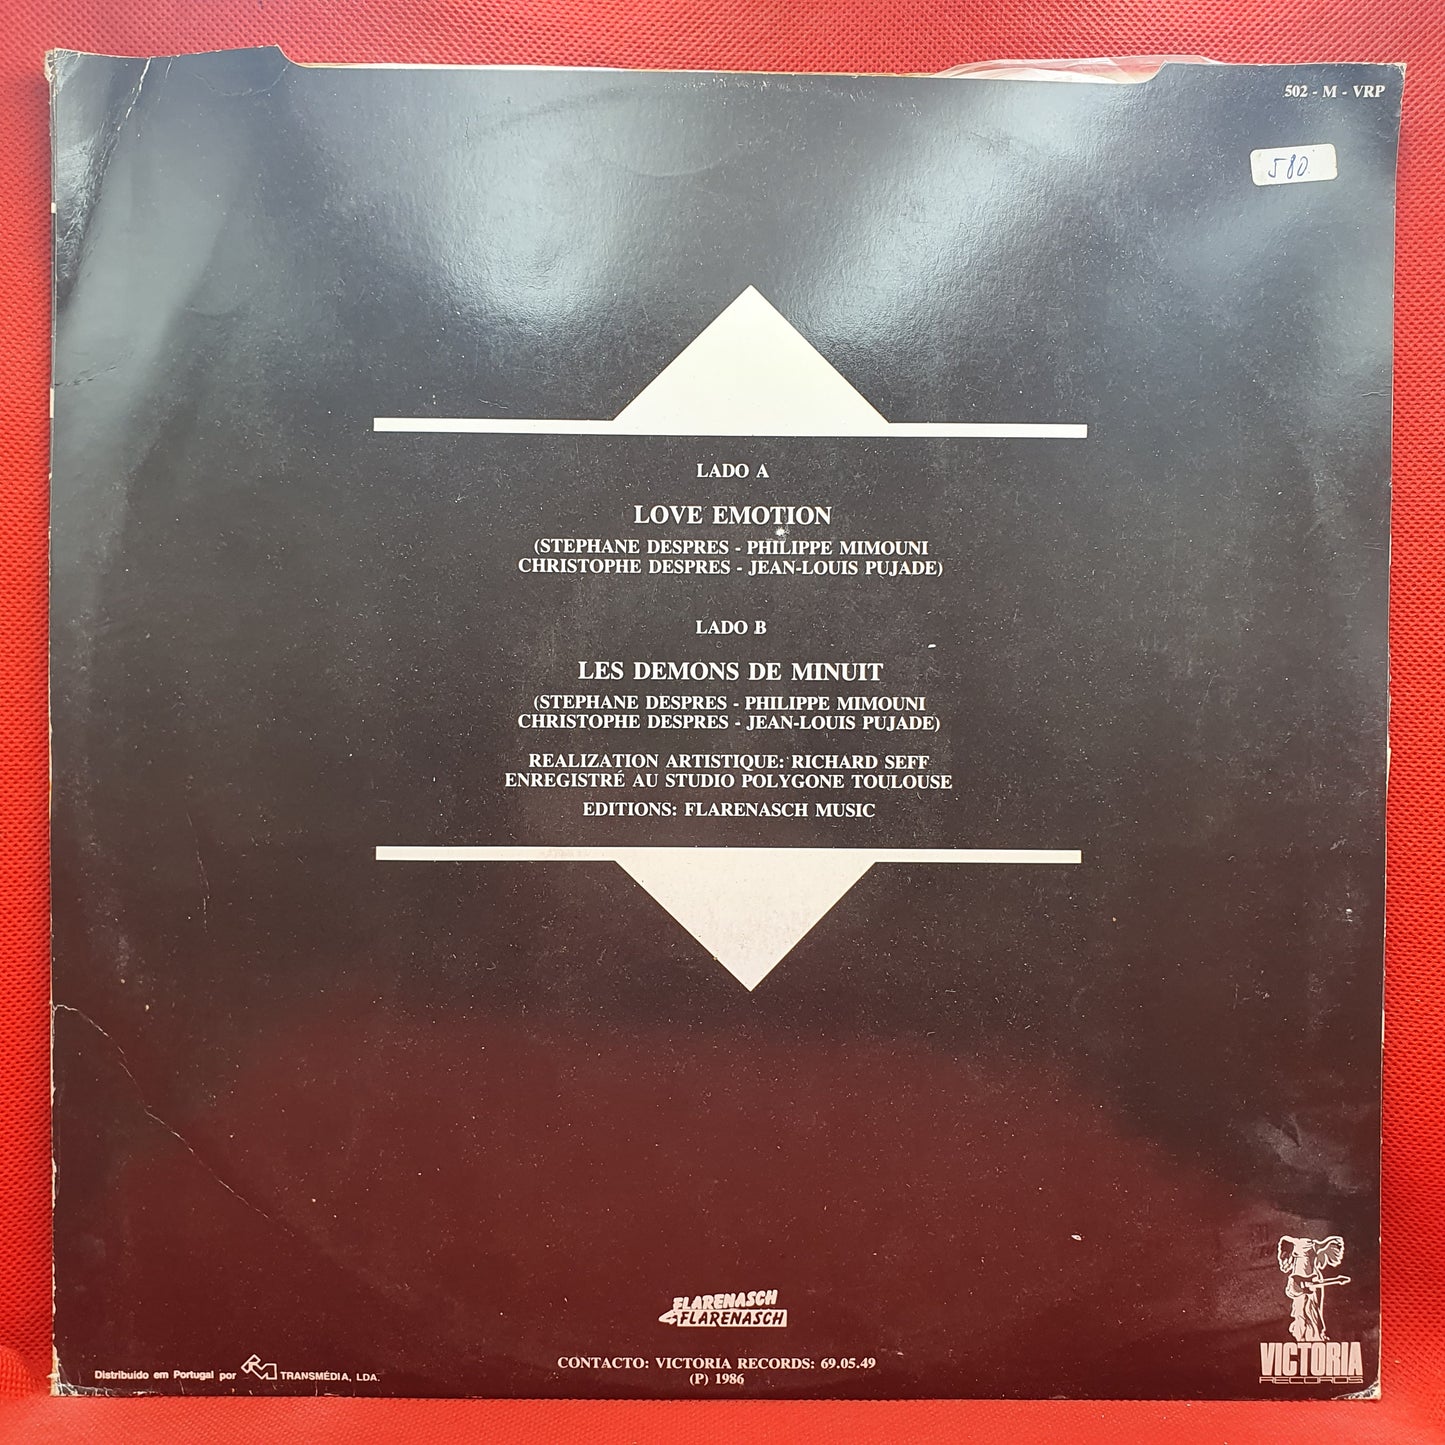 502 - M - VRP
580.
LADO A
LOVE EMOTION
(STEPHANE DESPRES - PHILIPPE MIMOUNI
CHRISTOPHE DESPRES - JEAN-LOUIS PUJADE)
LADO B
LES DEMONS DE MINUIT
(STEPHANE DESPRES - PHILIPPE MIMOUNI
CHRISTOPHE DESPRES - JEAN-LOUIS PUJADE)
REALIZATION ARTISTIQUE: RICHARD SEFF
ENREGISTRÉ AU STUDIO POLYGONE TOULOUSE
EDITIONS: FLARENASCH MUSIC
FLARENASCH
FLARENASCH
CONTACTO: VICTORIA RECORDS: 69.05.49
(P) 1986
Distribuido em Portugal por TRANSMÉDIA, LDA.
VICTORIA
RECORDS